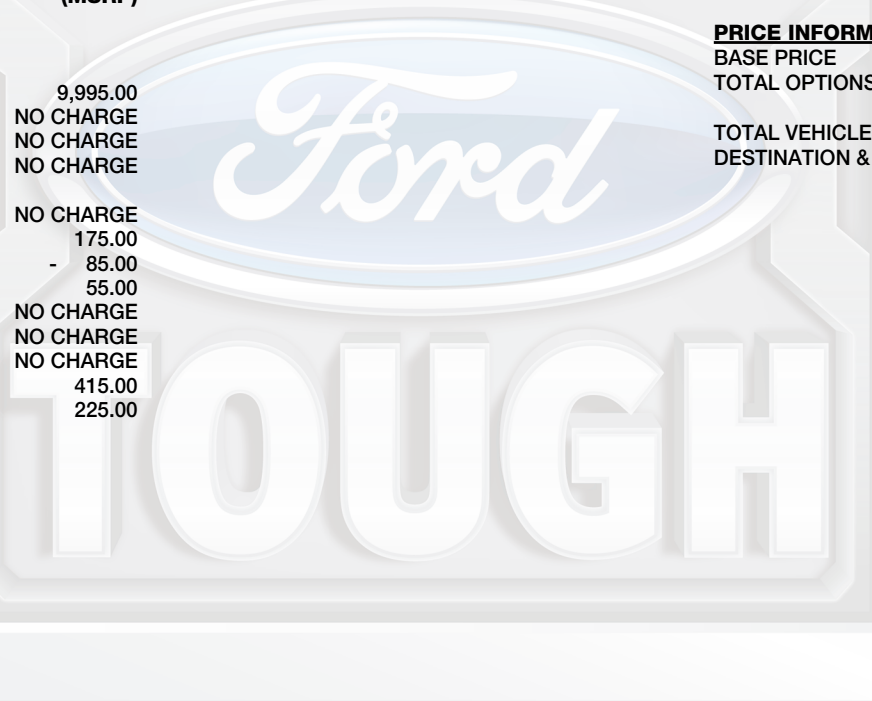 (MSRP)
9,995.00
NO CHARGE
NO CHARGE
NO CHARGE
NO CHARGE
175.00
- 85.00
55.00
NO CHARGE
NO CHARGE
NO CHARGE
415.00
225.00
PRICE INFORM
BASE PRICE
TOTAL OPTIONS
TOTAL VEHICLE
DESTINATION &
Ford
TOUGH